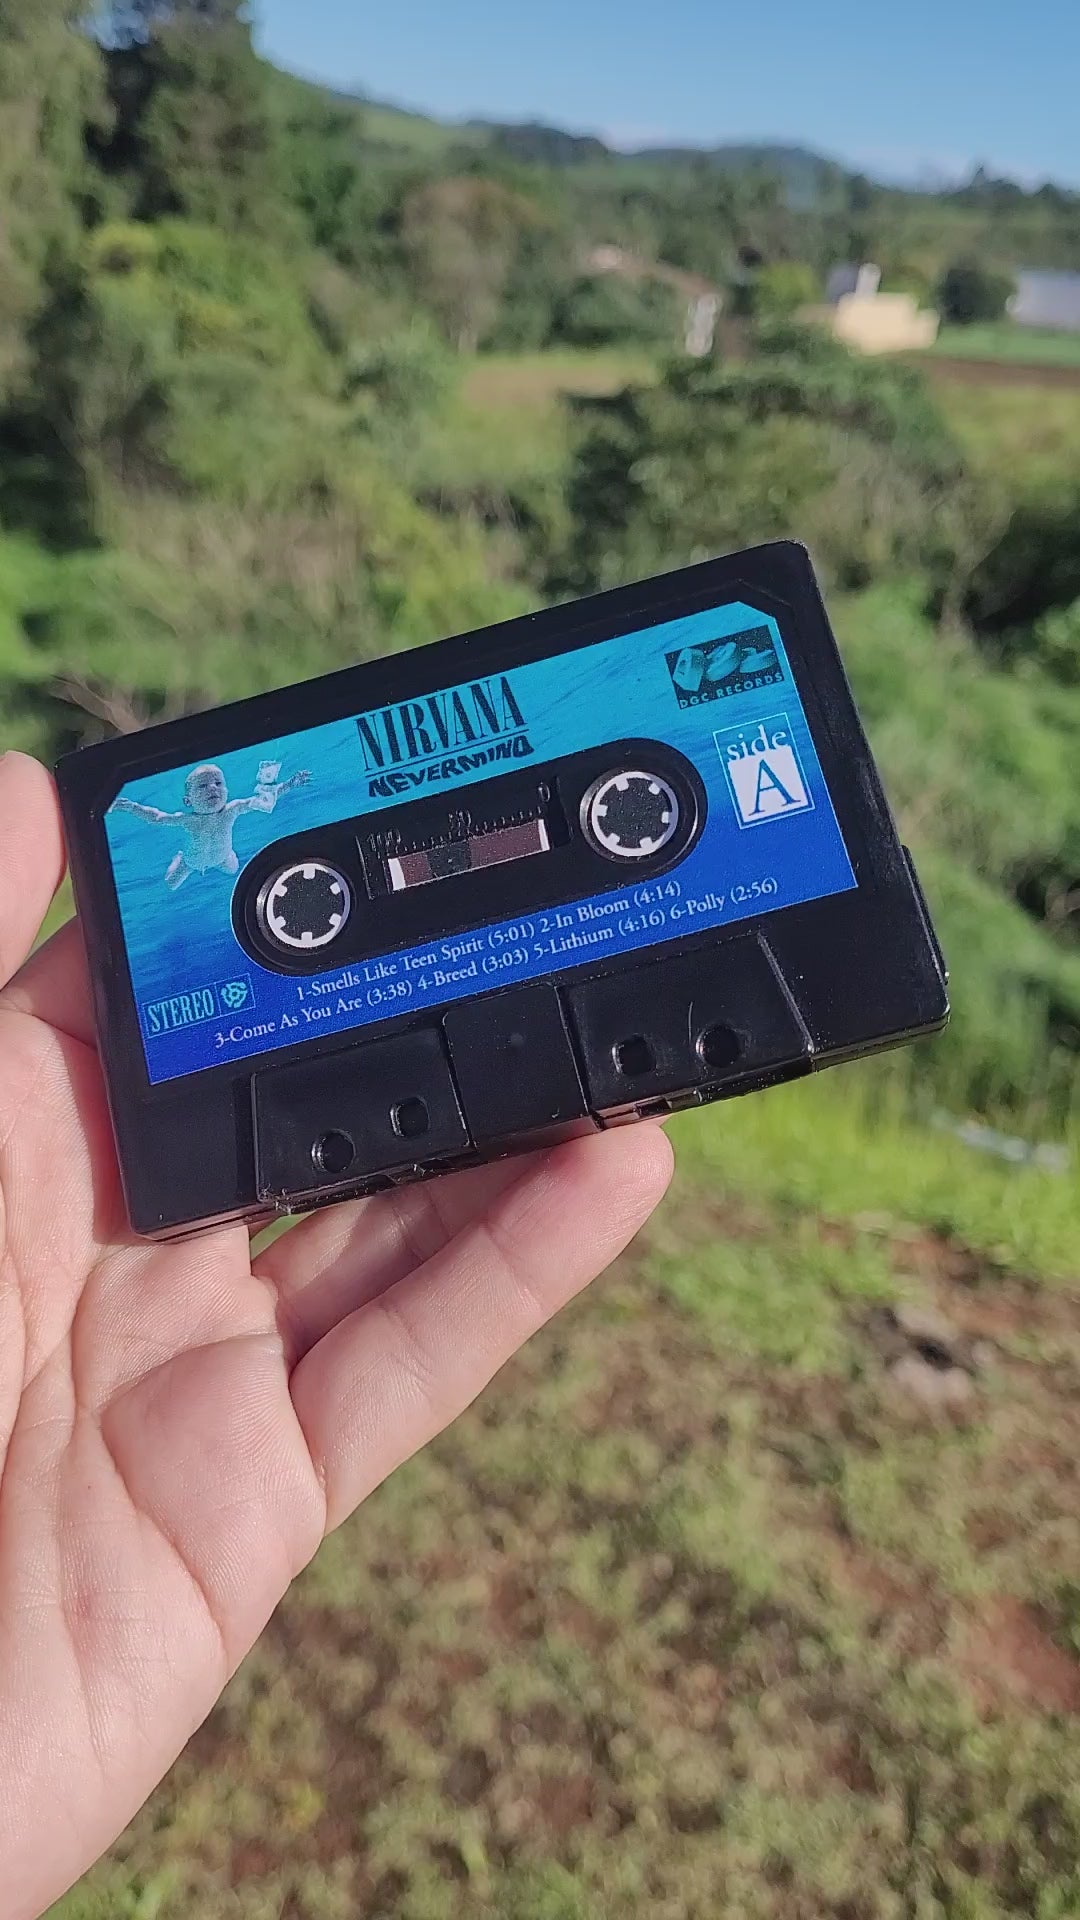 NIRVANA
NEVERMIND
DGC RECORDS
side
A
STEREO
1-Smells Like Teen Spirit (5:01) 2-In Bloom (4:14)
3-Come As You Are (3:38) 4-Breed (3:03) 5-Lithium (4:16) 6-Polly (2:56)